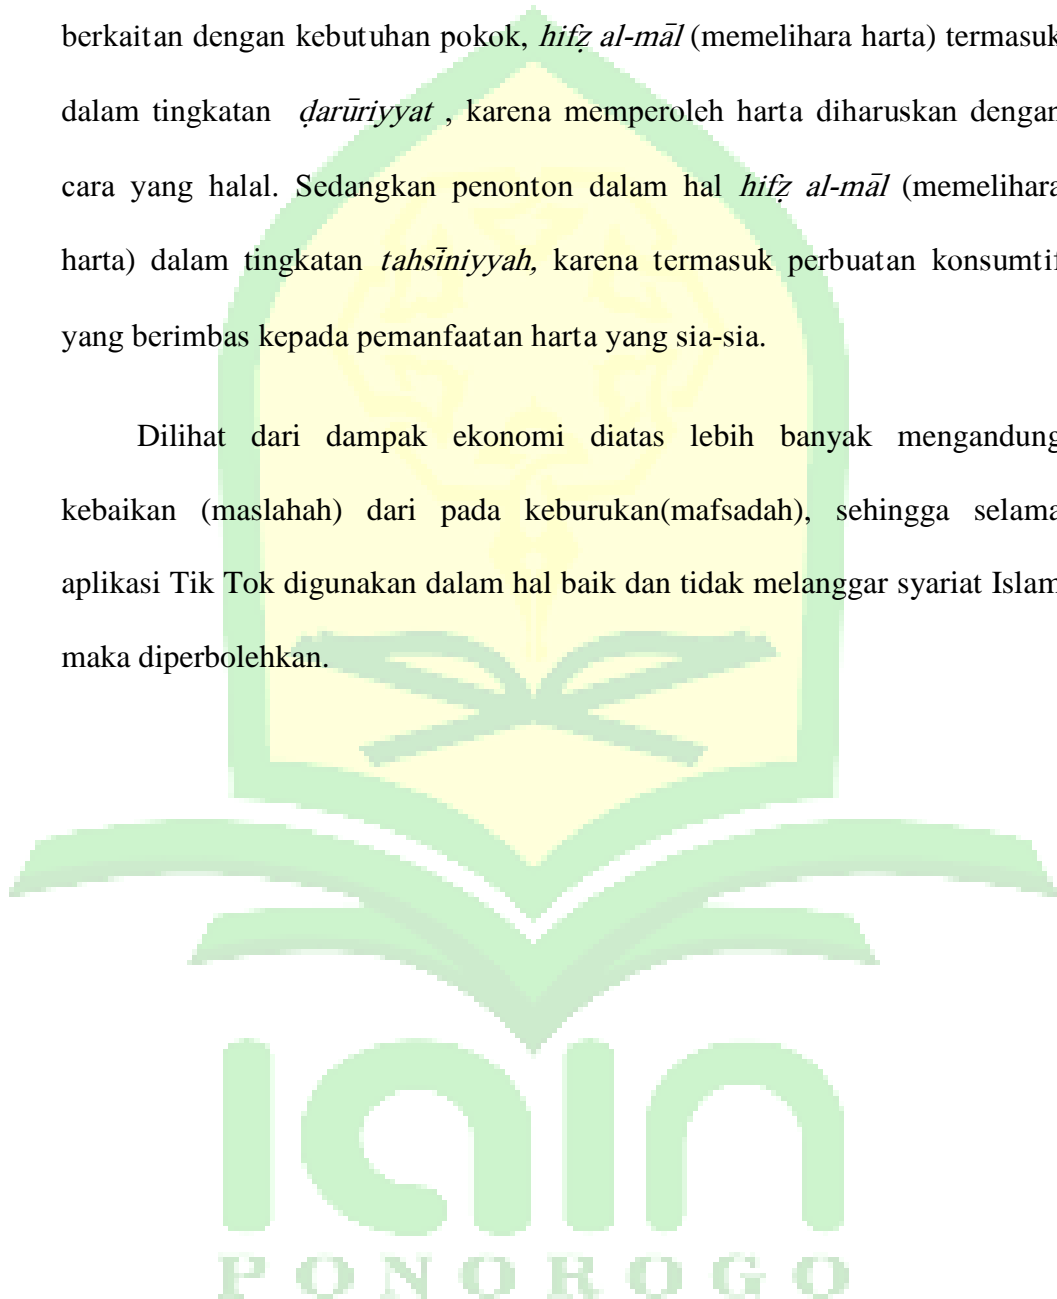 berkaitan dengan kebutuhan pokok, hifẓ al-māl (memelihara harta) termasuk
dalam tingkatan ḍarūriyyat , karena memperoleh harta diharuskan dengan
cara yang halal. Sedangkan penonton dalam hal hifẓ al-māl (memelihara
harta) dalam tingkatan tahsīniyyah, karena termasuk perbuatan konsumtif
yang berimbas kepada pemanfaatan harta yang sia-sia.
Dilihat dari dampak ekonomi diatas lebih banyak mengandung
kebaikan (maslahah) dari pada keburukan(mafsadah), sehingga selama
aplikasi Tik Tok digunakan dalam hal baik dan tidak melanggar syariat Islam
maka diperbolehkan.
IAIN
PONOROGO